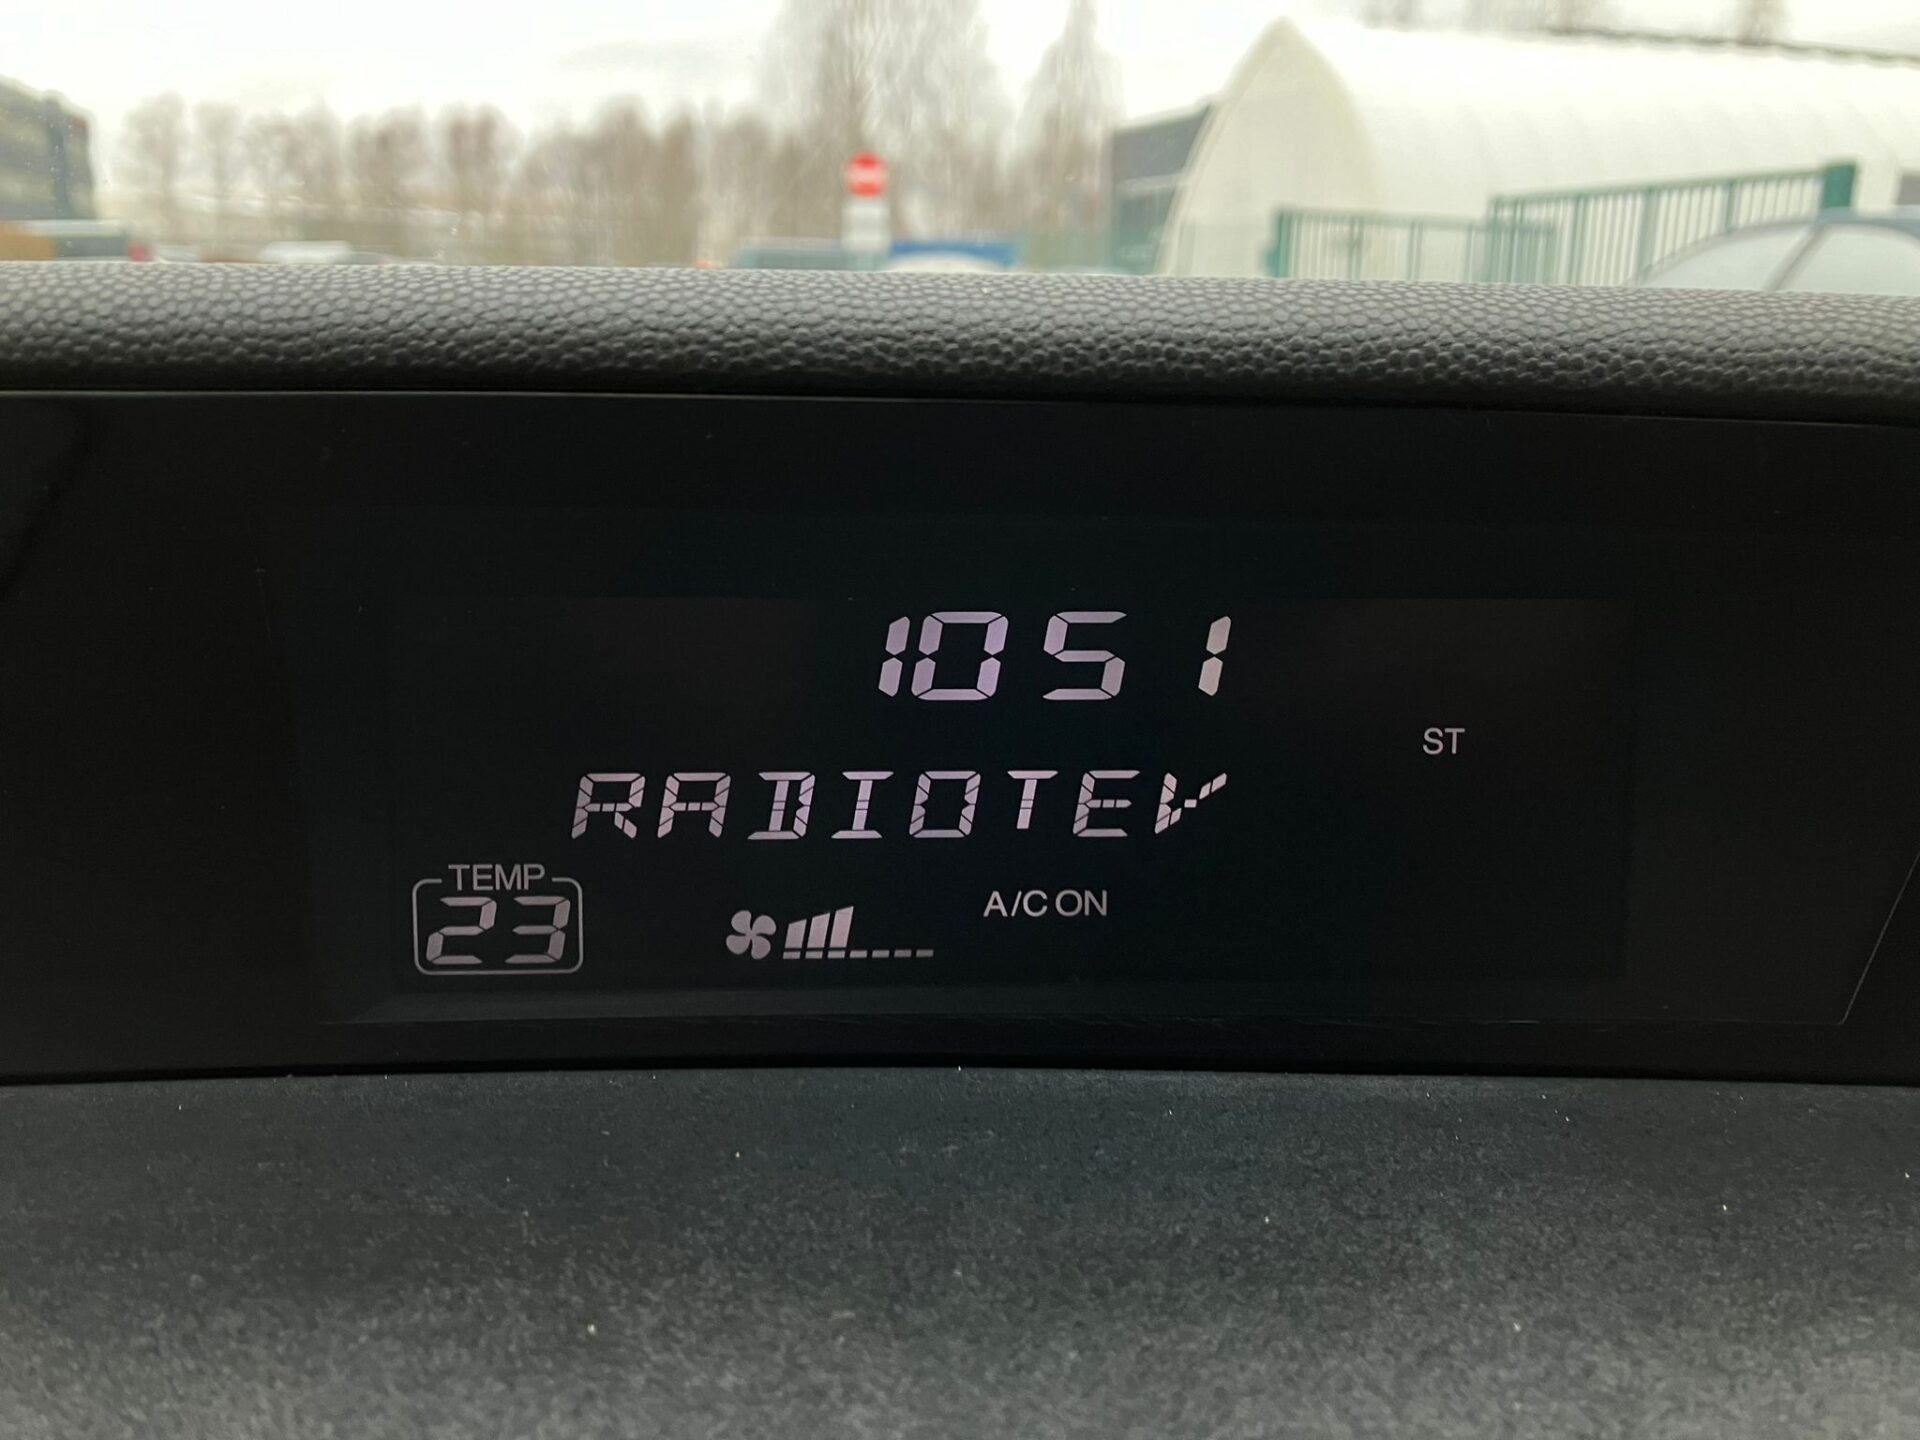 1051
ST
RADIOTEV
TEMP
23
A/C ON